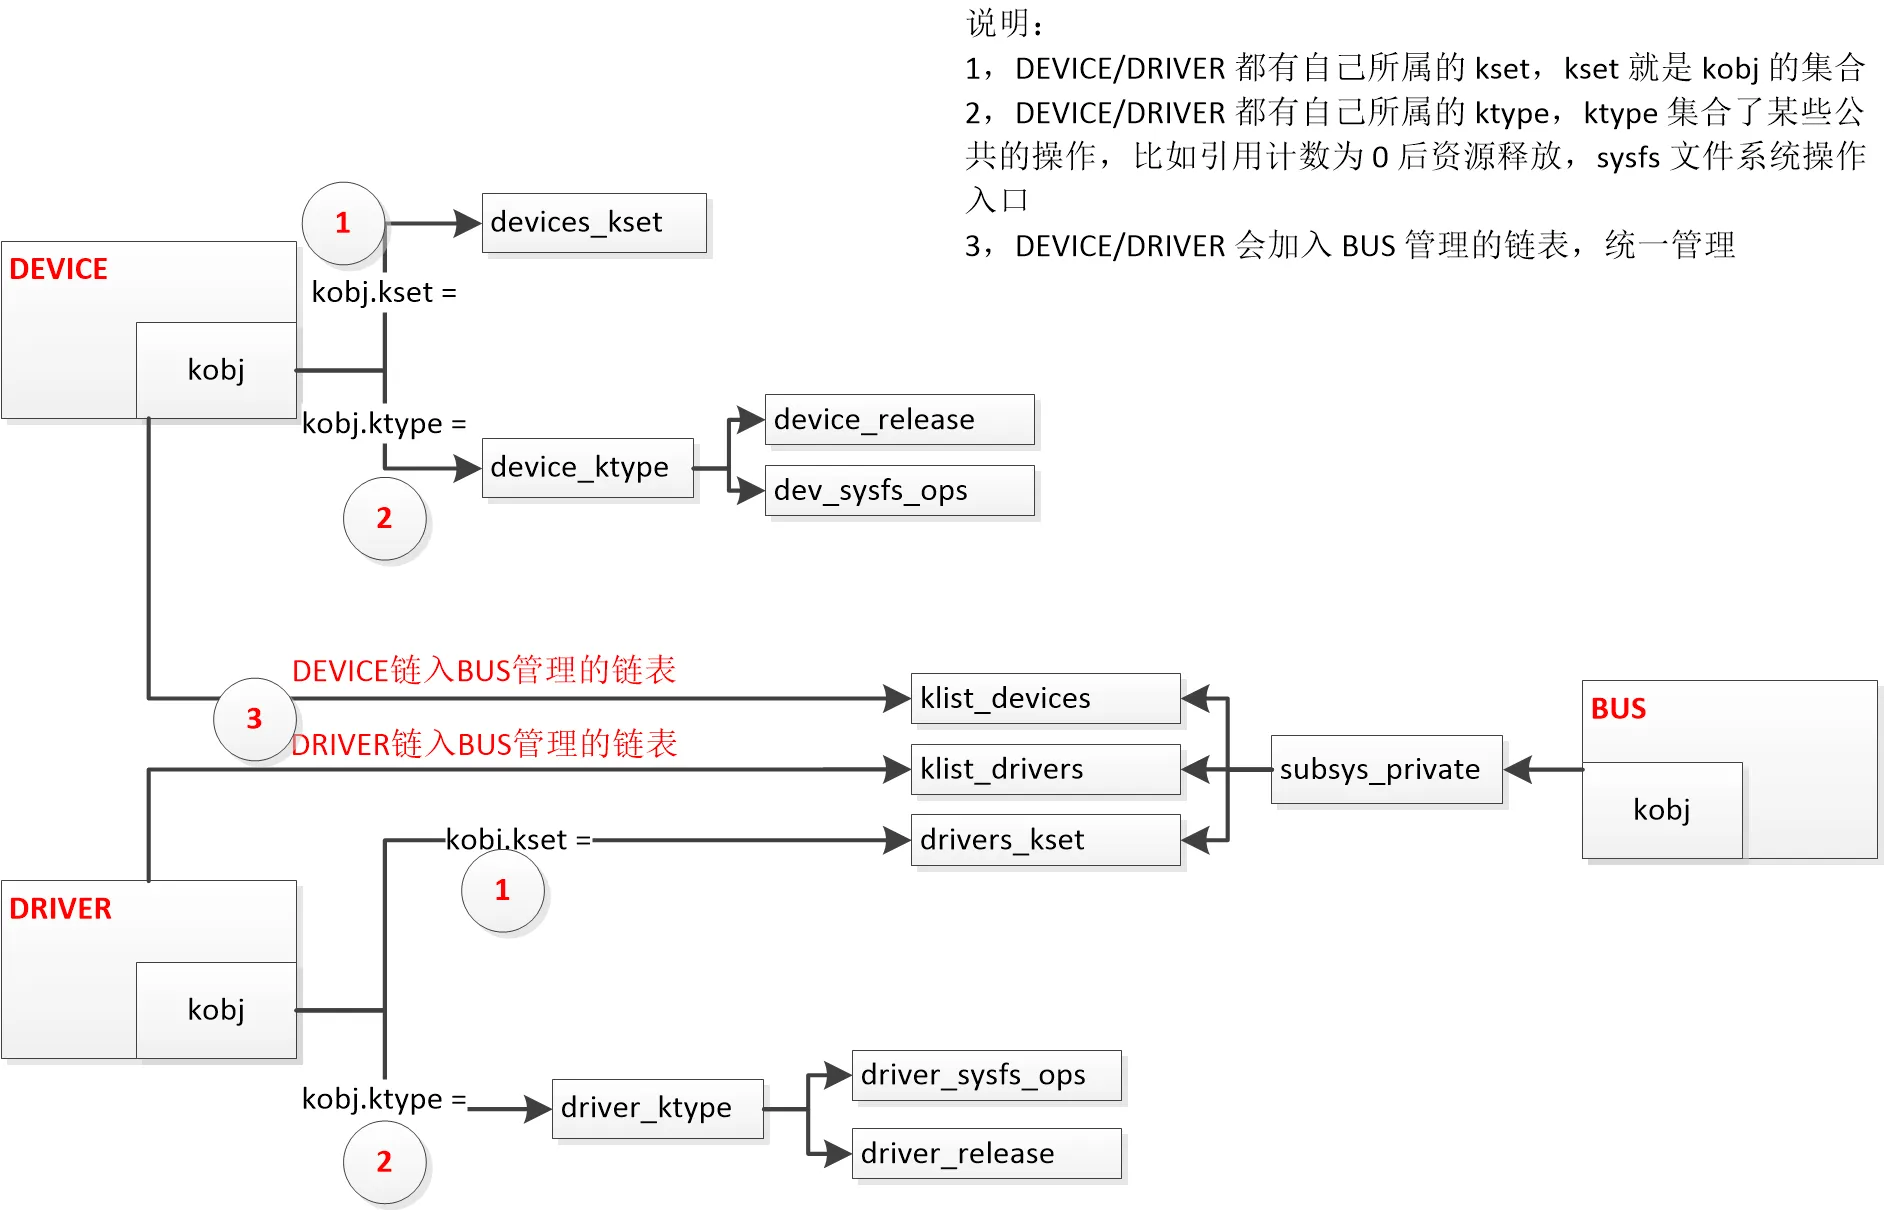 说明：
1，DEVICE/DRIVER 都有自己所属的 kset，kset 就是 kobj 的集合
2，DEVICE/DRIVER 都有自己所属的 ktype，ktype 集合了某些公
共的操作，比如引用计数为 0 后资源释放，sysfs 文件系统操作
入口
3，DEVICE/DRIVER 会加入 BUS 管理的链表，统一管理
1
devices_kset
DEVICE
kobj.kset =
kobj
kobj.ktype =
device_release
device_ktype
dev_sysfs_ops
2
DEVICE链入BUS管理的链表
klist_devices
BUS
3
DRIVER链入BUS管理的链表
klist_drivers
subsys_private
kobj
kobj.kset =
drivers_kset
1
DRIVER
kobj
kobj.ktype =
driver_sysfs_ops
driver_ktype
driver_release
2